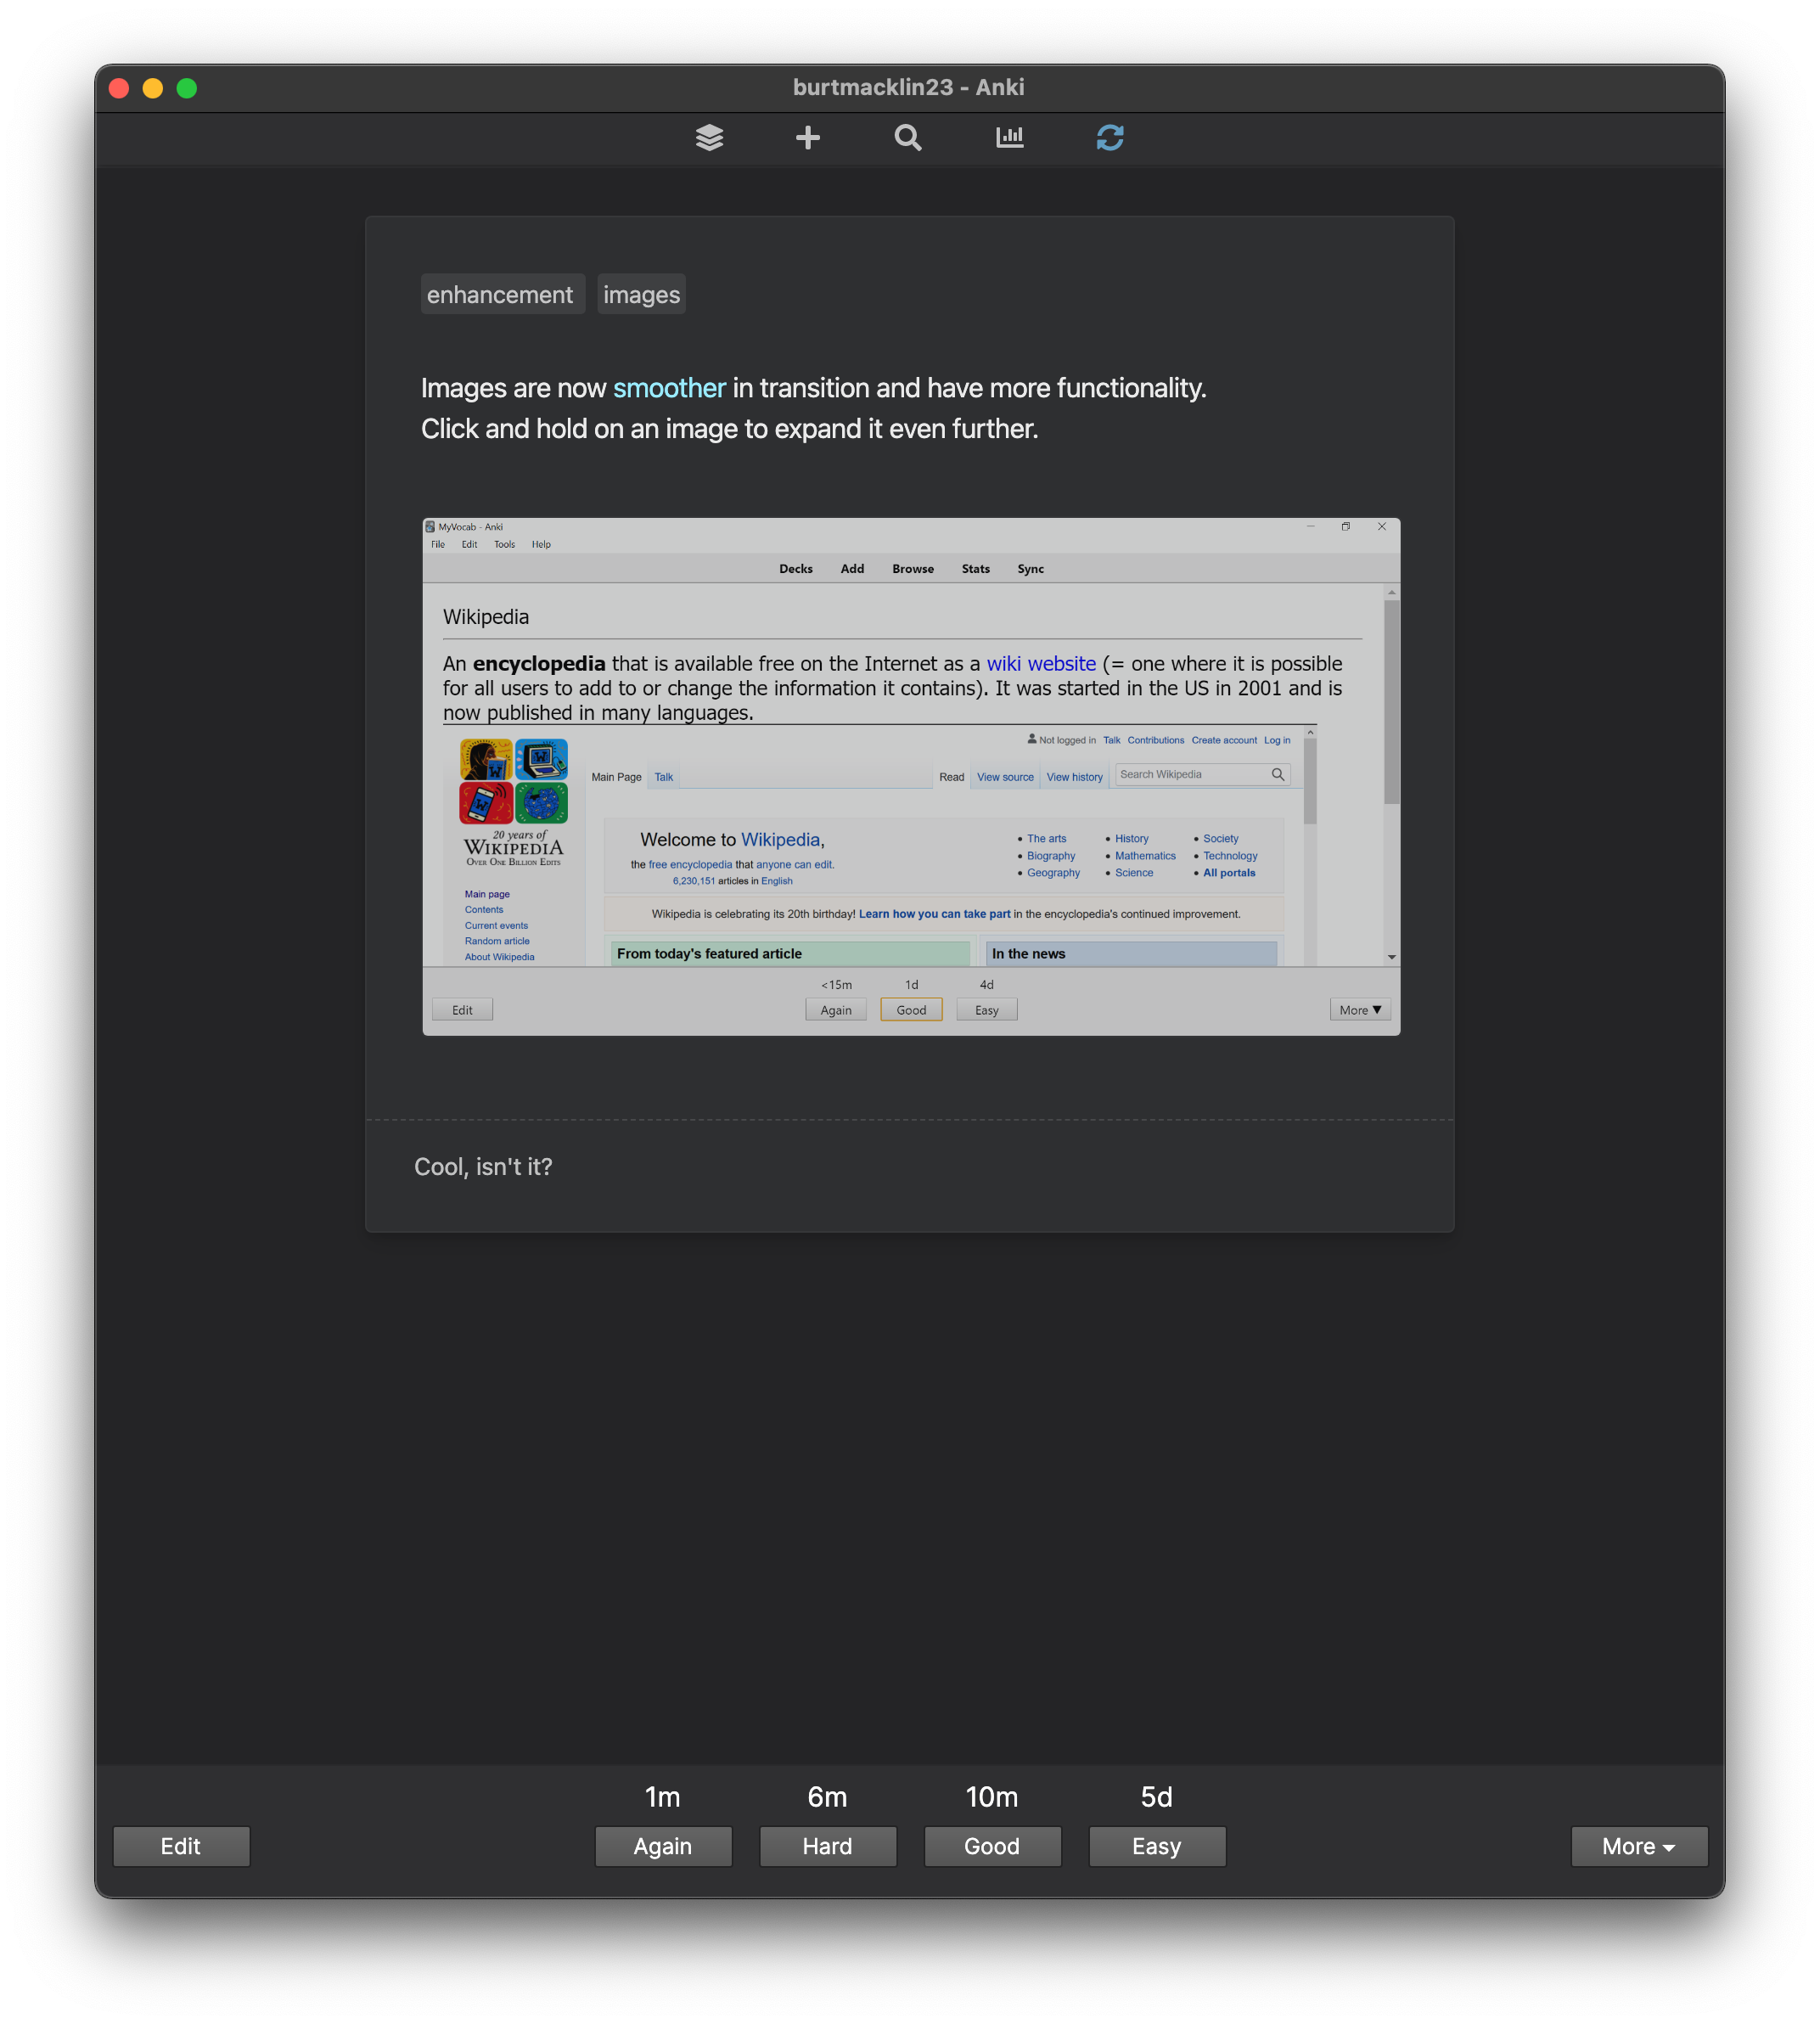 burtmacklin23 - Anki
enhancement images
Images are now smoother in transition and have more functionality.
Click and hold on an image to expand it even further.
MyVocab - Anki
File Edit Tools Help
Decks Add Browse Stats Sync
Wikipedia
An encyclopedia that is available free on the Internet as a wiki website (= one where it is possible
for all users to add to or change the information it contains). It was started in the US in 2001 and is
now published in many languages.
Not logged in Talk Contributions Create account Log in
Main Page Talk Read View source View history Search Wikipedia
20 years of
WIKIPEDIA
OVER ONE BILLION EDITS
Welcome to Wikipedia,
the free encyclopedia that anyone can edit.
6,230,151 articles in English
The arts History Society
Biography Mathematics Technology
Geography Science All portals
Main page
Contents
Current events
Random article
About Wikipedia
Wikipedia is celebrating its 20th birthday! Learn how you can take part in the encyclopedia's continued improvement.
From today's featured article In the news
<15m 1d 4d
Edit Again Good Easy More ▼
Cool, isn't it?
1m 6m 10m 5d
Edit Again Hard Good Easy More